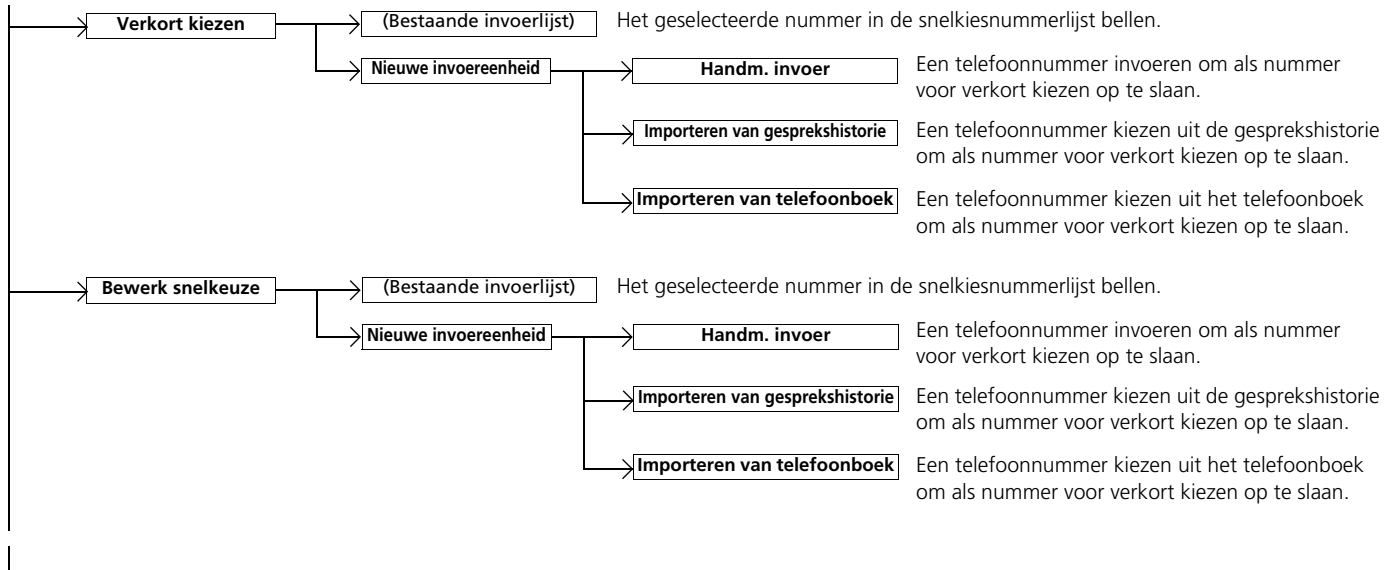 Verkort kiezen
(Bestaande invoerlijst)
Het geselecteerde nummer in de snelkiesnummerlijst bellen.
Nieuwe invoereenheid
Handm. invoer
Een telefoonnummer invoeren om als nummer
voor verkort kiezen op te slaan.
Importeren van gesprekshistorie
Een telefoonnummer kiezen uit de gesprekshistorie
om als nummer voor verkort kiezen op te slaan.
Importeren van telefoonboek
Een telefoonnummer kiezen uit het telefoonboek
om als nummer voor verkort kiezen op te slaan.
Bewerk snelkeuze
(Bestaande invoerlijst)
Het geselecteerde nummer in de snelkiesnummerlijst bellen.
Nieuwe invoereenheid
Handm. invoer
Een telefoonnummer invoeren om als nummer
voor verkort kiezen op te slaan.
Importeren van gesprekshistorie
Een telefoonnummer kiezen uit de gesprekshistorie
om als nummer voor verkort kiezen op te slaan.
Importeren van telefoonboek
Een telefoonnummer kiezen uit het telefoonboek
om als nummer voor verkort kiezen op te slaan.